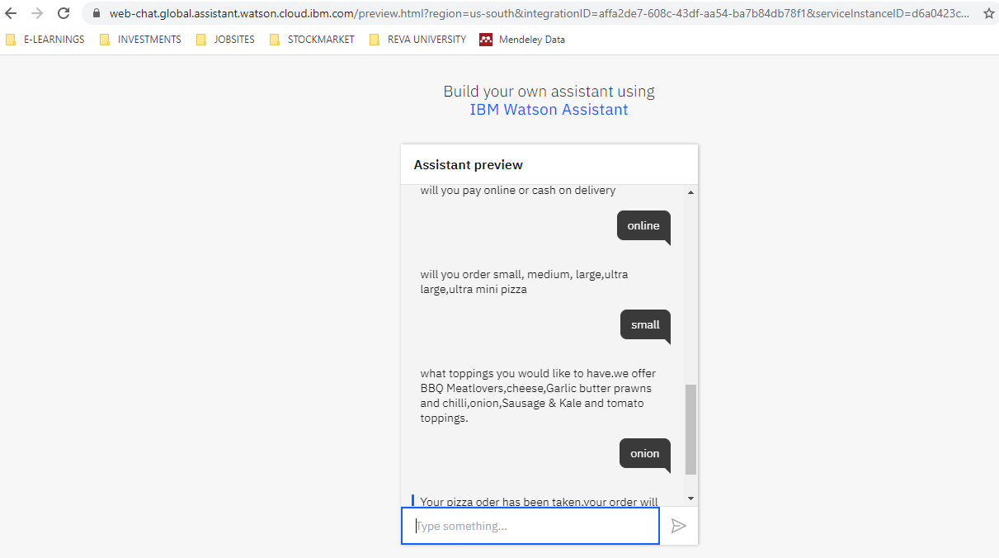 web-chat.global.assistant.watson.cloud.ibm.com/preview.html?region=us-south&integrationID=affa2de7-608c-43df-aa54-ba7b84db78f1&serviceInstanceID=d6a0423c...
E-LEARNINGS INVESTMENTS JOBSITES STOCKMARKET REVA UNIVERSITY Mendeley Data
Build your own assistant using
IBM Watson Assistant
Assistant preview
will you pay online or cash on delivery
online
will you order small, medium, large,ultra
large,ultra mini pizza
small
what toppings you would like to have.we offer
BBQ Meatlovers,cheese,Garlic butter prawns
and chilli,onion,Sausage & Kale and tomato
toppings.
onion
Your pizza oder has been taken.your order will
Type something...